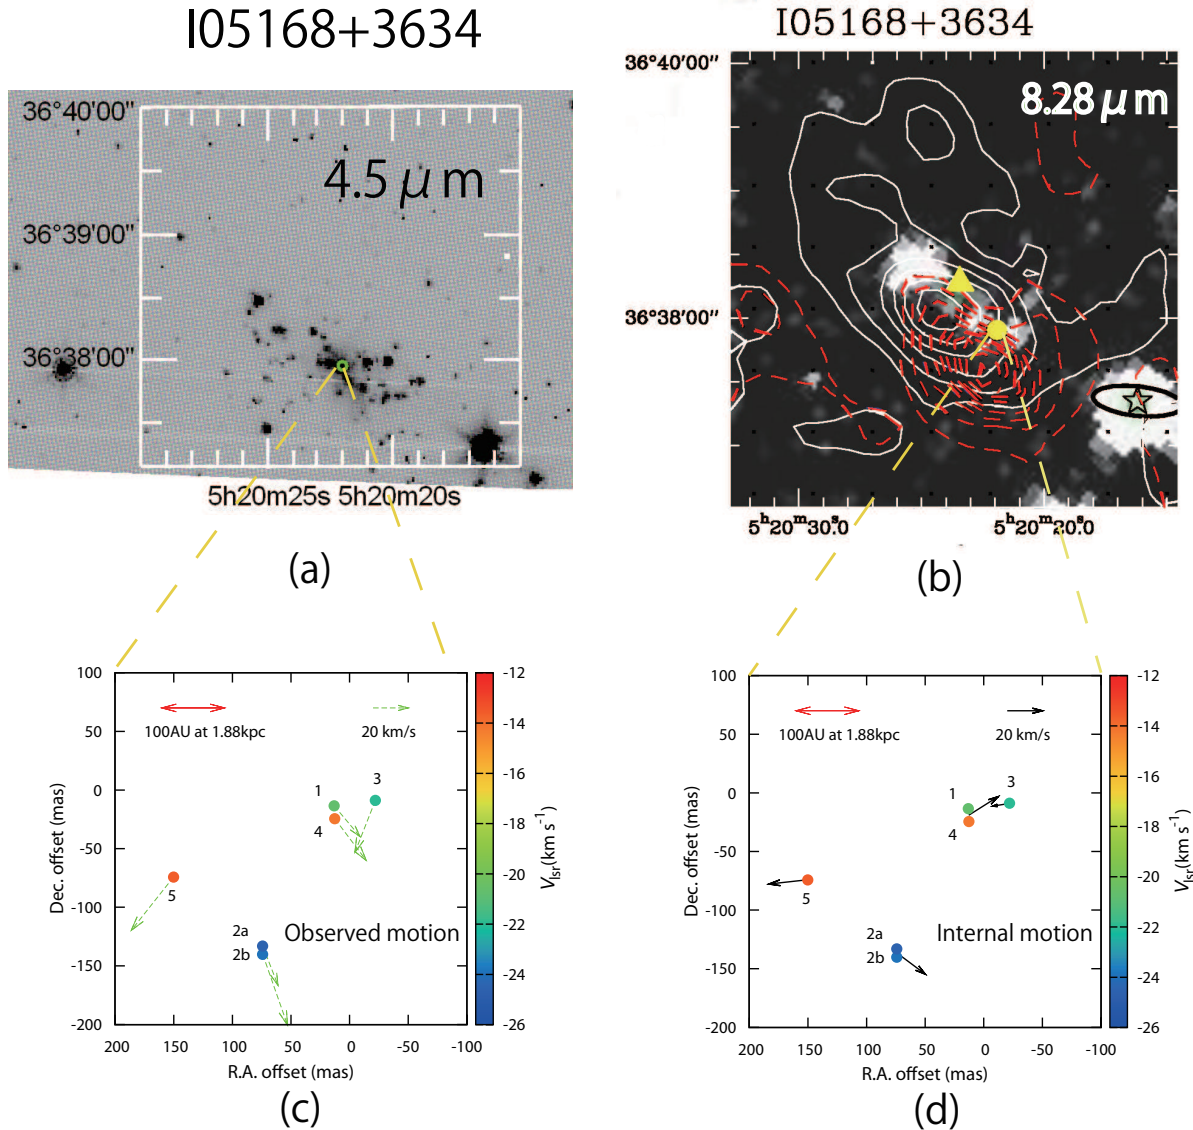 I05168+3634
36°40'00"
4.5 μm
36°39'00"
36°38'00"
5h20m25s 5h20m20s
(a)
I05168+3634
36°40'00"
8.28 μm
36°38'00"
5ʰ20ᵐ30ˢ.0 5ʰ20ᵐ20ˢ.0
(b)
100
50
0
-50
-100
-150
-200
Dec. offset (mas)
100AU at 1.88kpc
20 km/s
1
3
4
5
2a
2b
Observed motion
200 150 100 50 0 -50 -100
R.A. offset (mas)
-12
-14
-16
-18
-20
-22
-24
-26
Vlsr(km s⁻¹)
(c)
100
50
0
-50
-100
-150
-200
Dec. offset (mas)
100AU at 1.88kpc
20 km/s
1
3
4
5
2a
2b
Internal motion
200 150 100 50 0 -50 -100
R.A. offset (mas)
-12
-14
-16
-18
-20
-22
-24
-26
Vlsr(km s⁻¹)
(d)